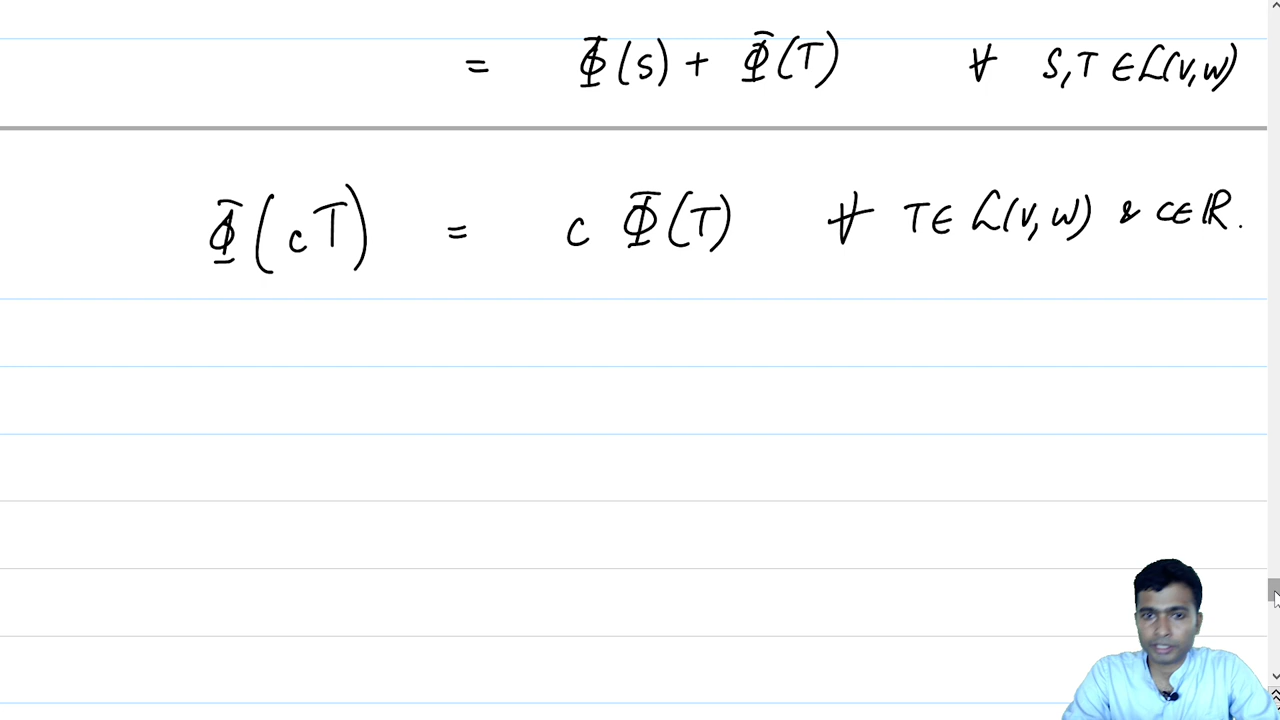 = Φ(S) + Φ(T) ∀ S, T ∈ L(V, W)
Φ(cT) = c Φ(T) ∀ T ∈ L(V, W) & c ∈ ℝ.